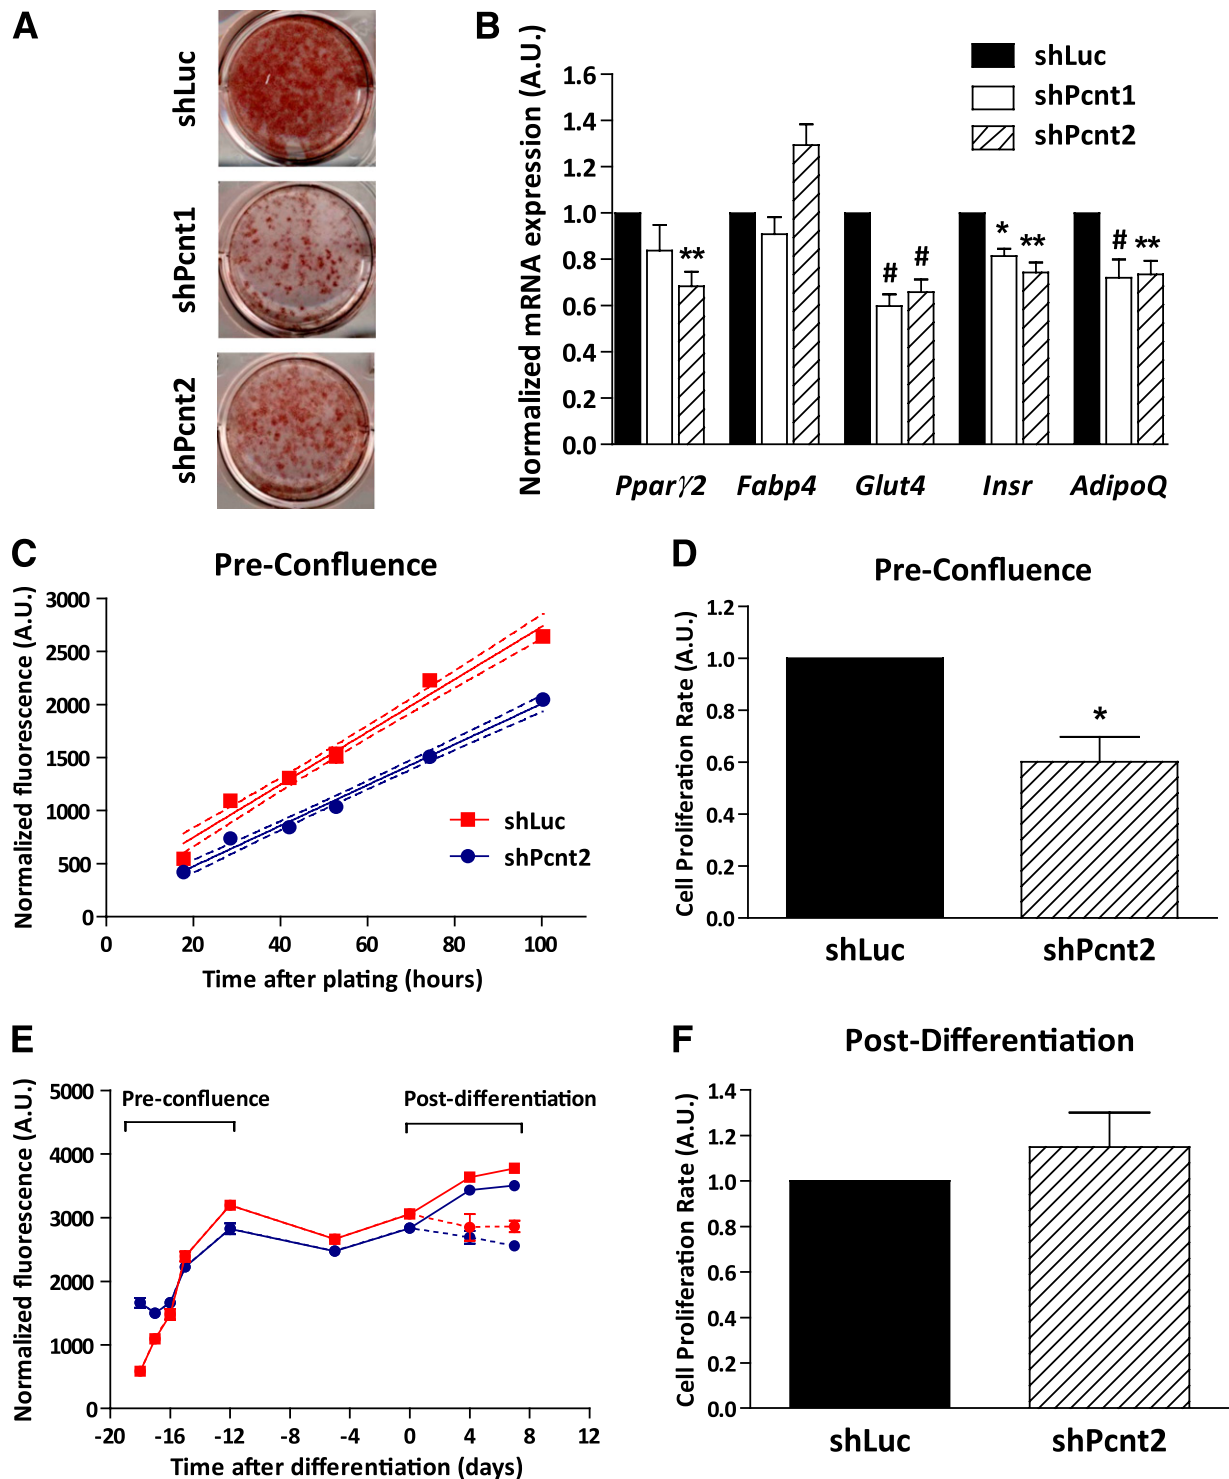 A
shLuc
shPcnt1
shPcnt2
B
Normalized mRNA expression (A.U.)
1.6
1.4
1.2
1.0
0.8
0.6
0.4
0.2
0.0
shLuc
shPcnt1
shPcnt2
**
#
#
*
**
#
**
Pparγ2 Fabp4 Glut4 Insr AdipoQ
C
Pre-Confluence
Normalized fluorescence (A.U.)
3000
2500
2000
1500
1000
500
0
shLuc
shPcnt2
0 20 40 60 80 100
Time after plating (hours)
D
Pre-Confluence
Cell Proliferation Rate (A.U.)
1.2
1.0
0.8
0.6
0.4
0.2
0.0
*
shLuc shPcnt2
E
Normalized fluorescence (A.U.)
5000
4000
3000
2000
1000
0
Pre-confluence
Post-differentiation
-20 -16 -12 -8 -4 0 4 8 12
Time after differentiation (days)
F
Post-Differentiation
Cell Proliferation Rate (A.U.)
1.4
1.2
1.0
0.8
0.6
0.4
0.2
0.0
shLuc shPcnt2